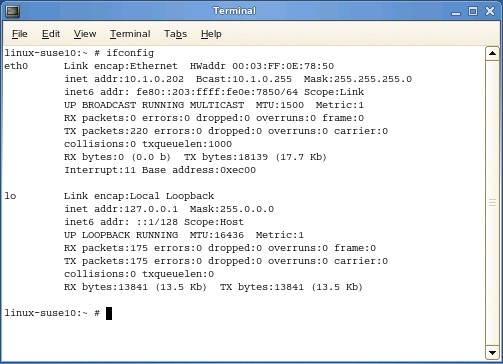 Terminal
File Edit View Terminal Tabs Help
linux-suse10:~ # ifconfig
eth0 Link encap:Ethernet HWaddr 00:03:FF:0E:78:50
inet addr:10.1.0.202 Bcast:10.1.0.255 Mask:255.255.255.0
inet6 addr: fe80::203:ffff:fe0e:7850/64 Scope:Link
UP BROADCAST RUNNING MULTICAST MTU:1500 Metric:1
RX packets:0 errors:0 dropped:0 overruns:0 frame:0
TX packets:220 errors:0 dropped:0 overruns:0 carrier:0
collisions:0 txqueuelen:1000
RX bytes:0 (0.0 b) TX bytes:18139 (17.7 Kb)
Interrupt:11 Base address:0xec00
lo Link encap:Local Loopback
inet addr:127.0.0.1 Mask:255.0.0.0
inet6 addr: ::1/128 Scope:Host
UP LOOPBACK RUNNING MTU:16436 Metric:1
RX packets:175 errors:0 dropped:0 overruns:0 frame:0
TX packets:175 errors:0 dropped:0 overruns:0 carrier:0
collisions:0 txqueuelen:0
RX bytes:13841 (13.5 Kb) TX bytes:13841 (13.5 Kb)
linux-suse10:~ #